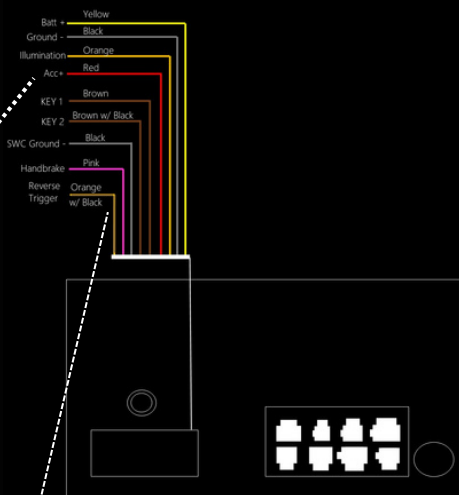 Batt + Yellow
Ground - Black
Illumination Orange
Acc+ Red
KEY 1 Brown
KEY 2 Brown w/ Black
SWC Ground - Black
Handbrake Pink
Reverse Orange
Trigger w/ Black